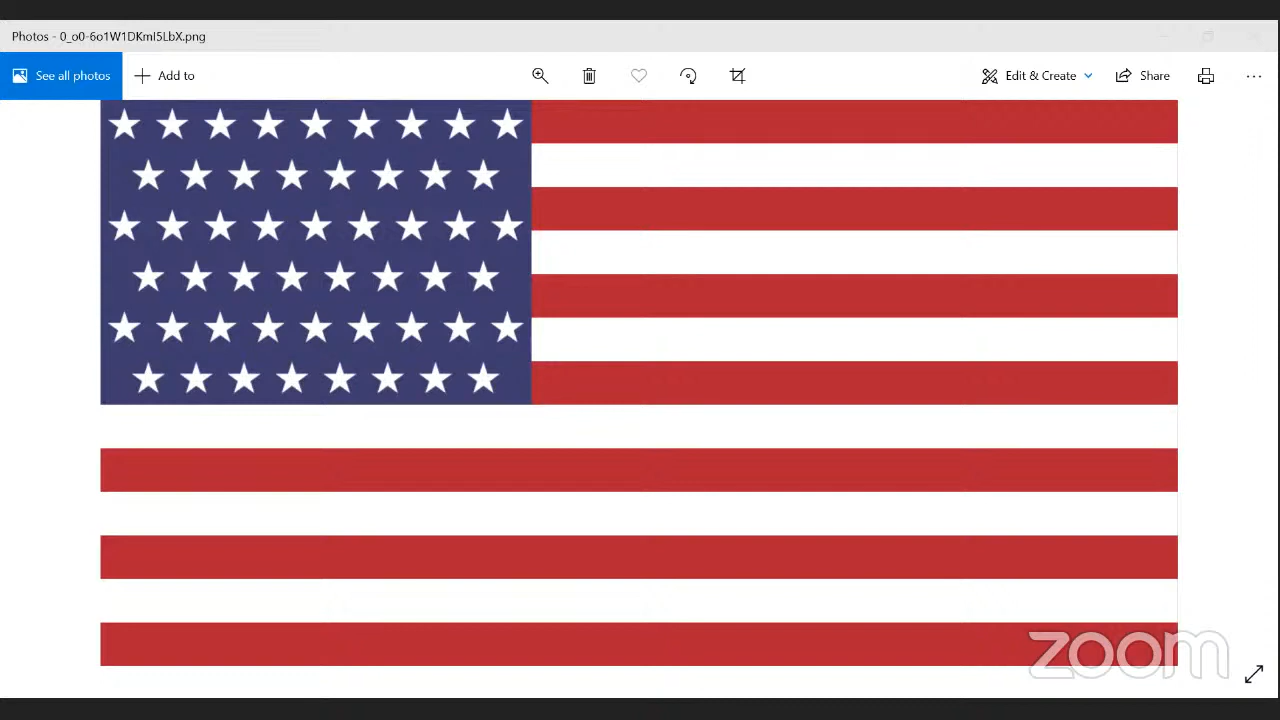 Photos - 0_o0-6o1W1DKmI5LbX.png
See all photos
Add to
Edit & Create
Share
zoom